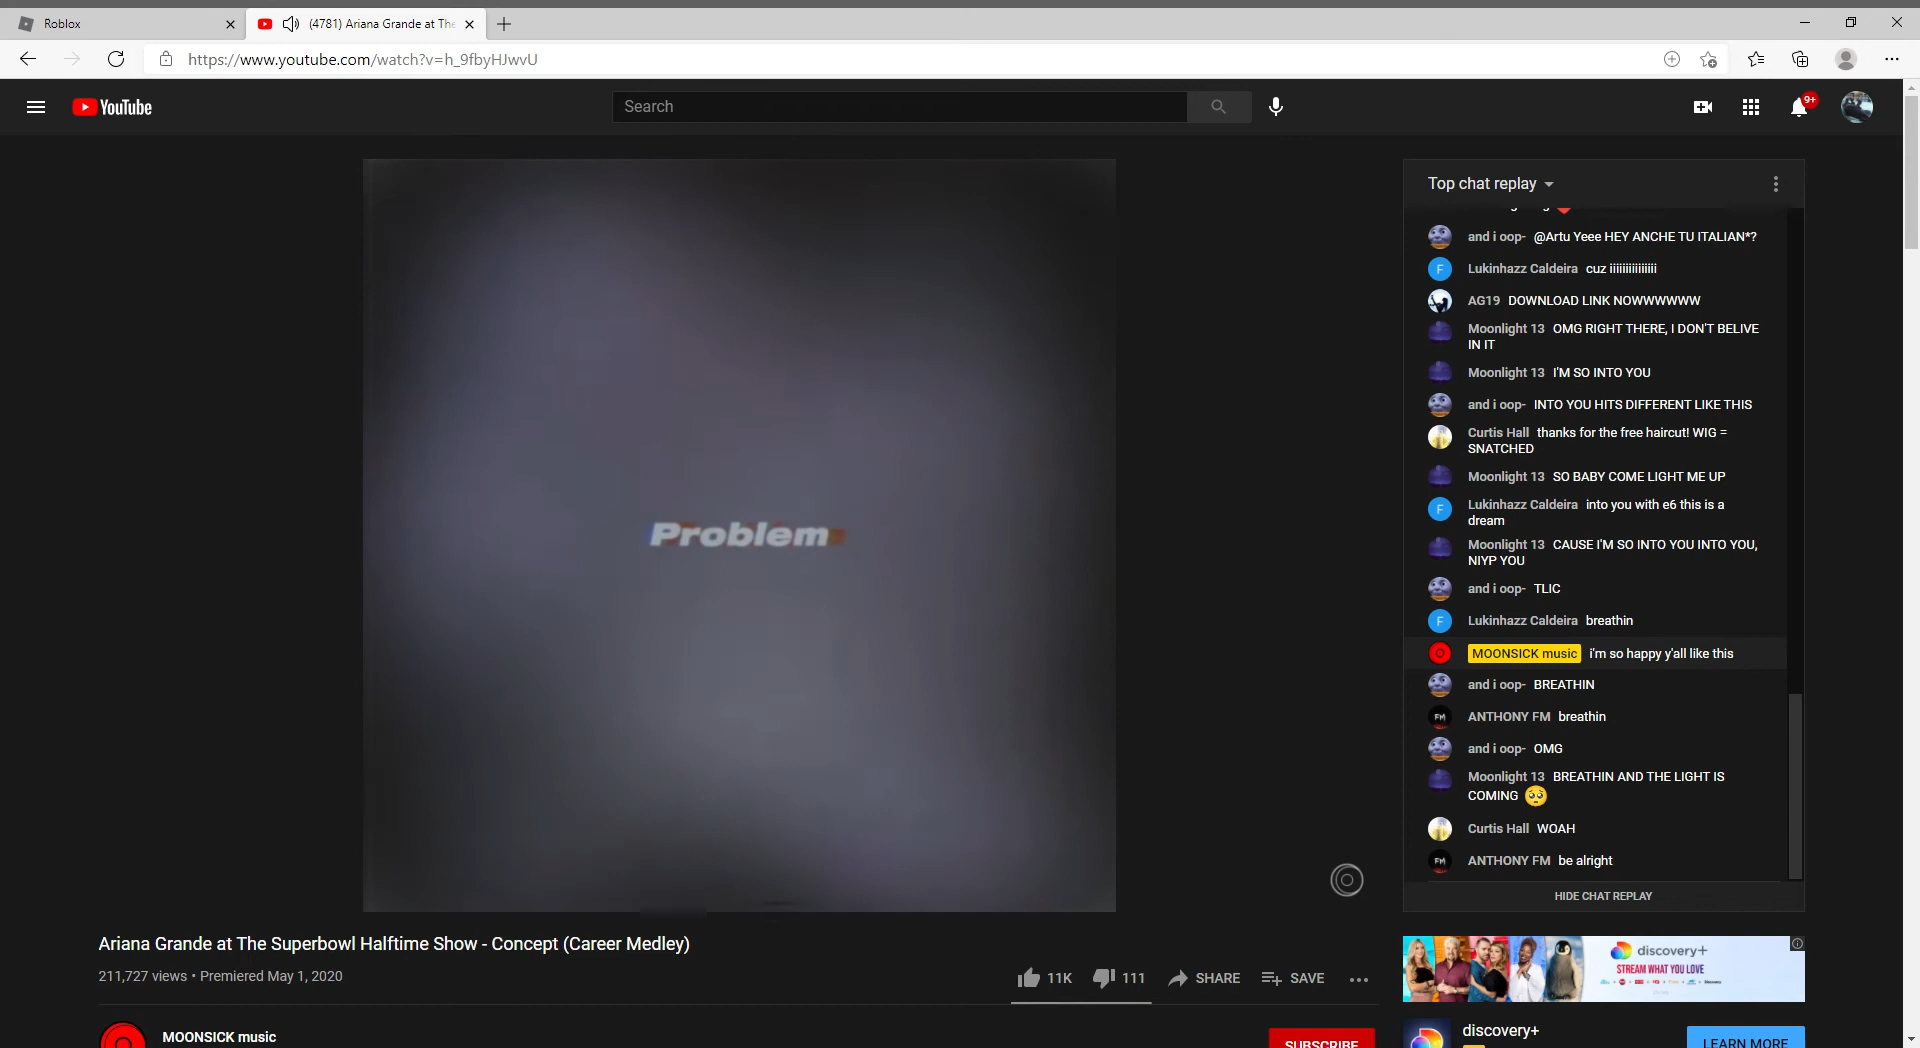 Roblox
(4781) Ariana Grande at The
https://www.youtube.com/watch?v=h_9fbyHJwvU
YouTube
Search
9+
Problem
Top chat replay
and i oop- @Artu Yeee HEY ANCHE TU ITALIAN*?
F Lukinhazz Caldeira cuz iiiiiiiiiiiiiii
AG19 DOWNLOAD LINK NOWWWWWW
Moonlight 13 OMG RIGHT THERE, I DON'T BELIVE
IN IT
Moonlight 13 I'M SO INTO YOU
and i oop- INTO YOU HITS DIFFERENT LIKE THIS
Curtis Hall thanks for the free haircut! WIG =
SNATCHED
Moonlight 13 SO BABY COME LIGHT ME UP
F Lukinhazz Caldeira into you with e6 this is a
dream
Moonlight 13 CAUSE I'M SO INTO YOU INTO YOU,
NIYP YOU
and i oop- TLIC
F Lukinhazz Caldeira breathin
MOONSICK music i'm so happy y'all like this
and i oop- BREATHIN
FM ANTHONY FM breathin
and i oop- OMG
Moonlight 13 BREATHIN AND THE LIGHT IS
COMING 🥺
Curtis Hall WOAH
FM ANTHONY FM be alright
HIDE CHAT REPLAY
Ariana Grande at The Superbowl Halftime Show - Concept (Career Medley)
211,727 views • Premiered May 1, 2020
11K 111 SHARE SAVE
MOONSICK music
SUBSCRIBE
discovery+
STREAM WHAT YOU LOVE
discovery+
LEARN MORE